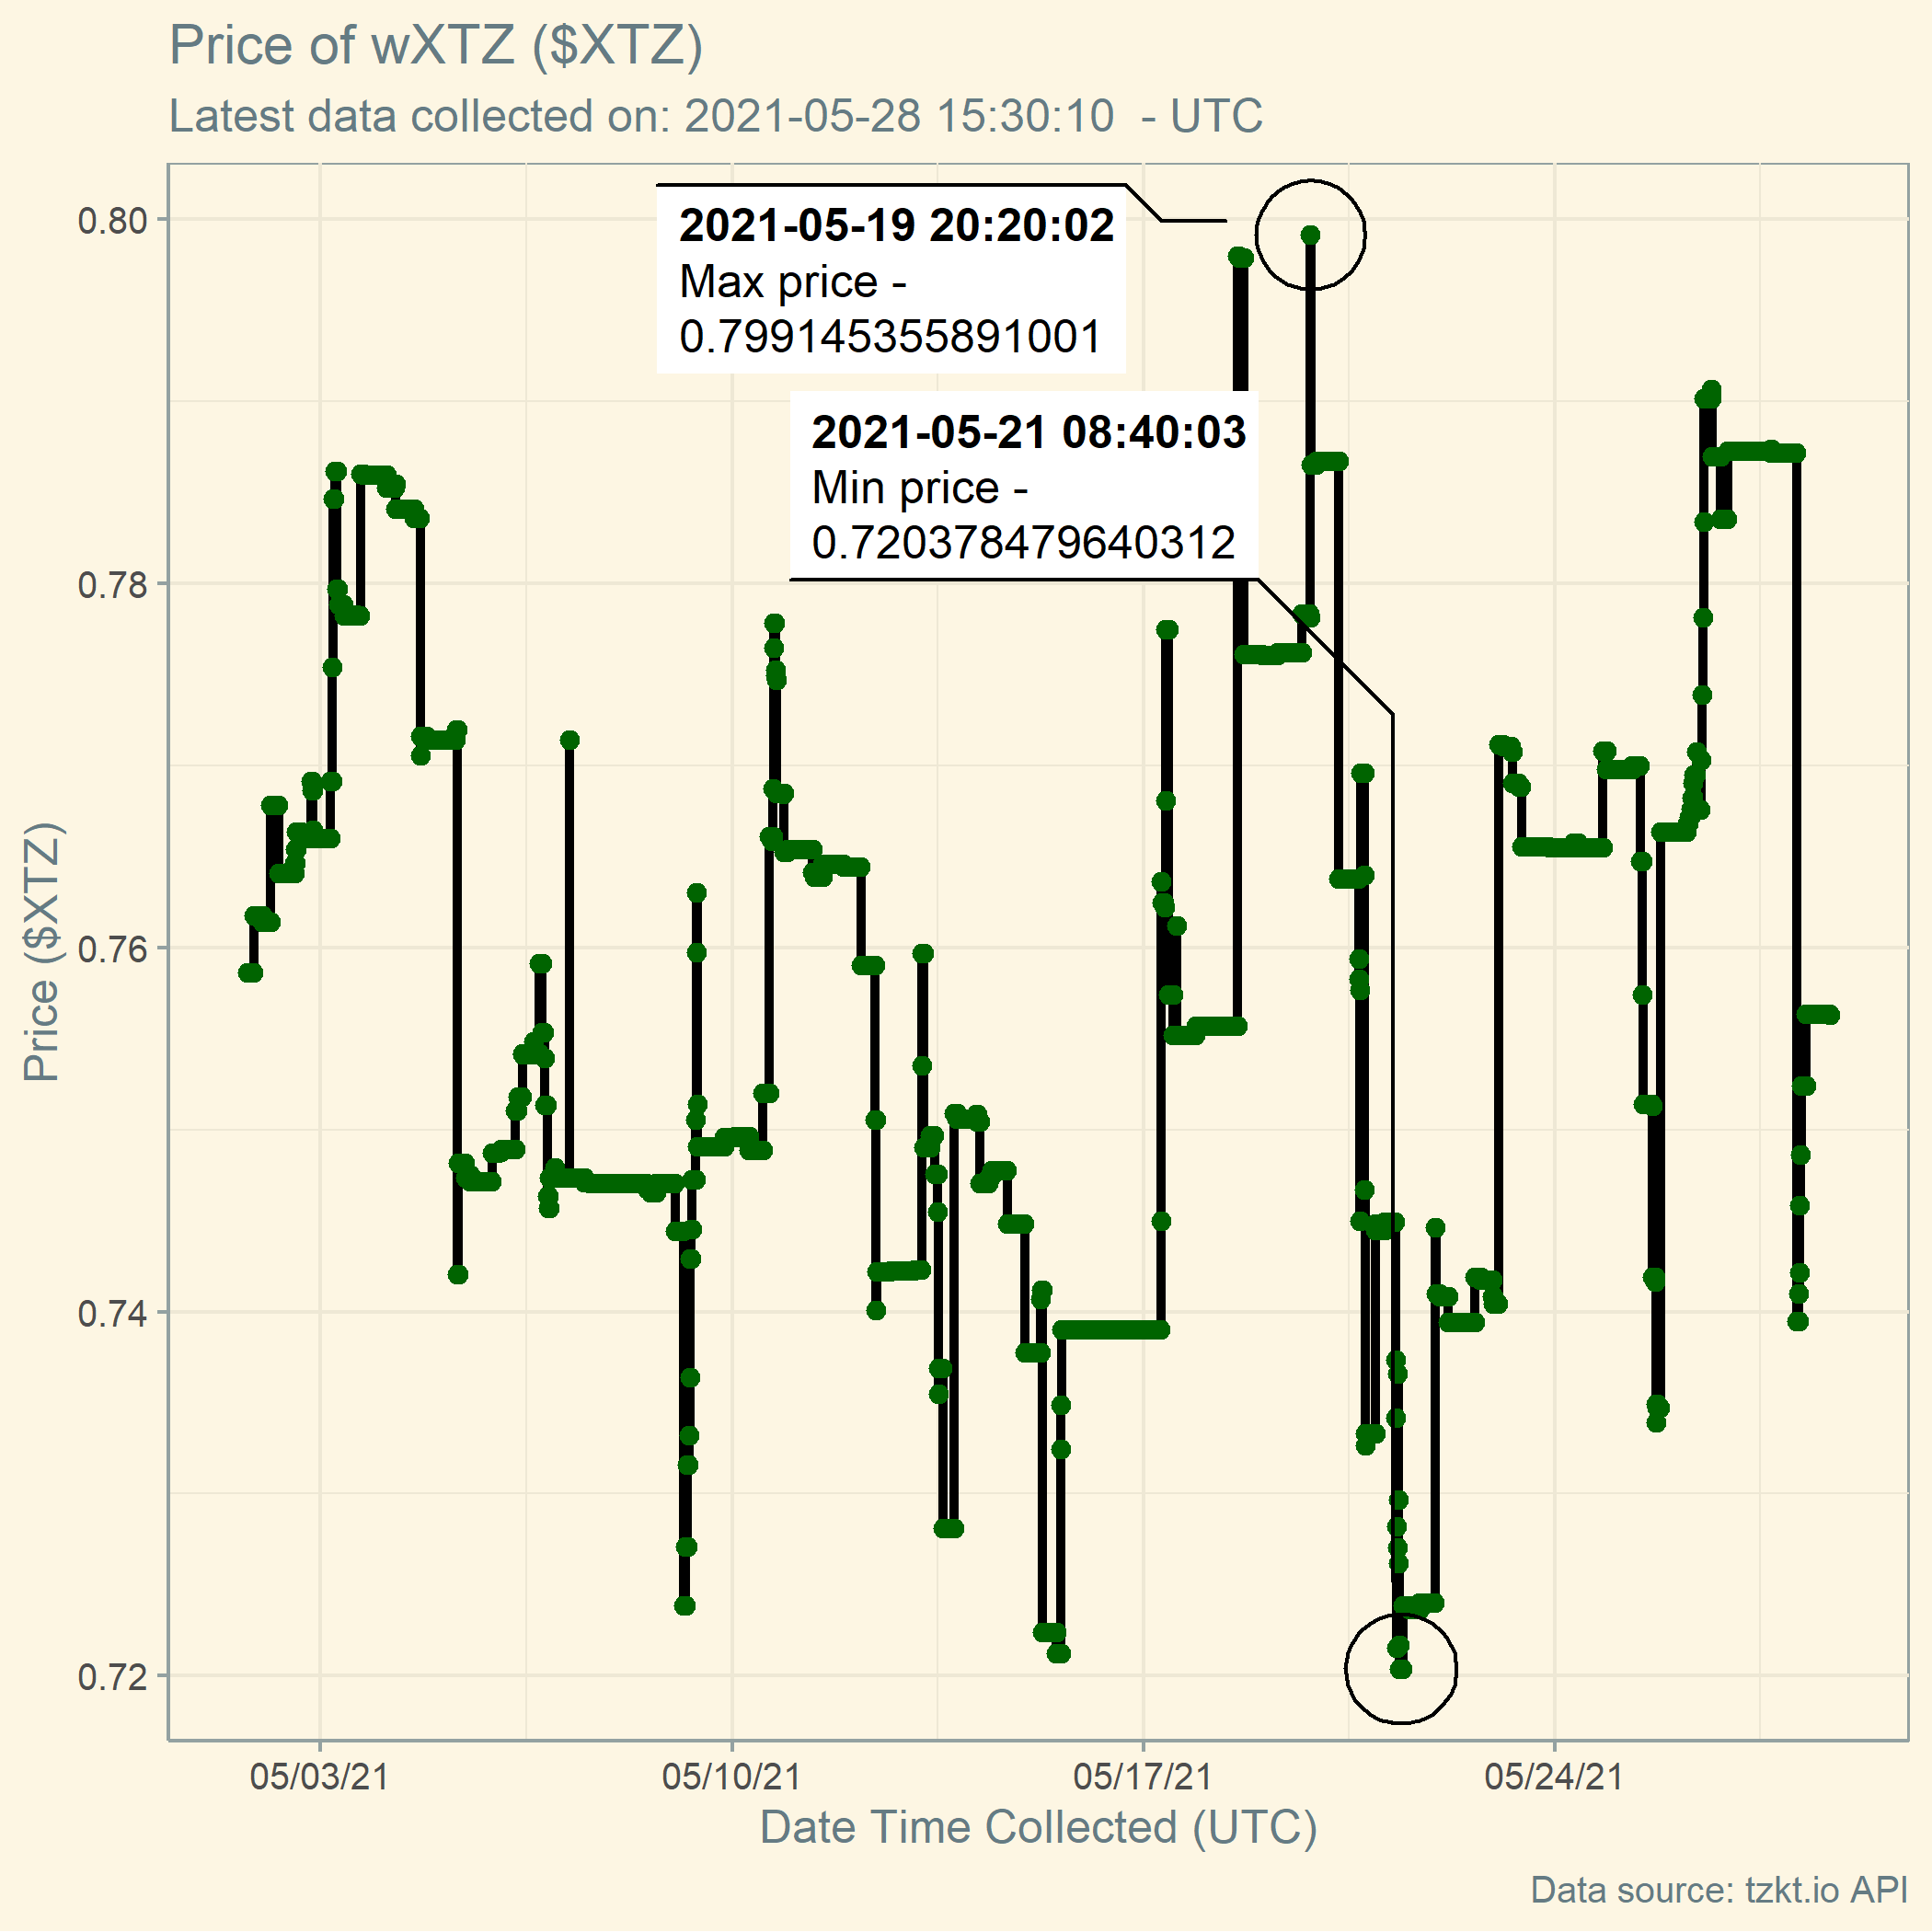 Price of wXTZ ($XTZ)
Latest data collected on: 2021-05-28 15:30:10  - UTC
0.80
0.78
0.76
0.74
0.72
Price ($XTZ)
2021-05-19 20:20:02
Max price -
0.799145355891001
2021-05-21 08:40:03
Min price -
0.720378479640312
05/03/21
05/10/21
05/17/21
05/24/21
Date Time Collected (UTC)
Data source: tzkt.io API